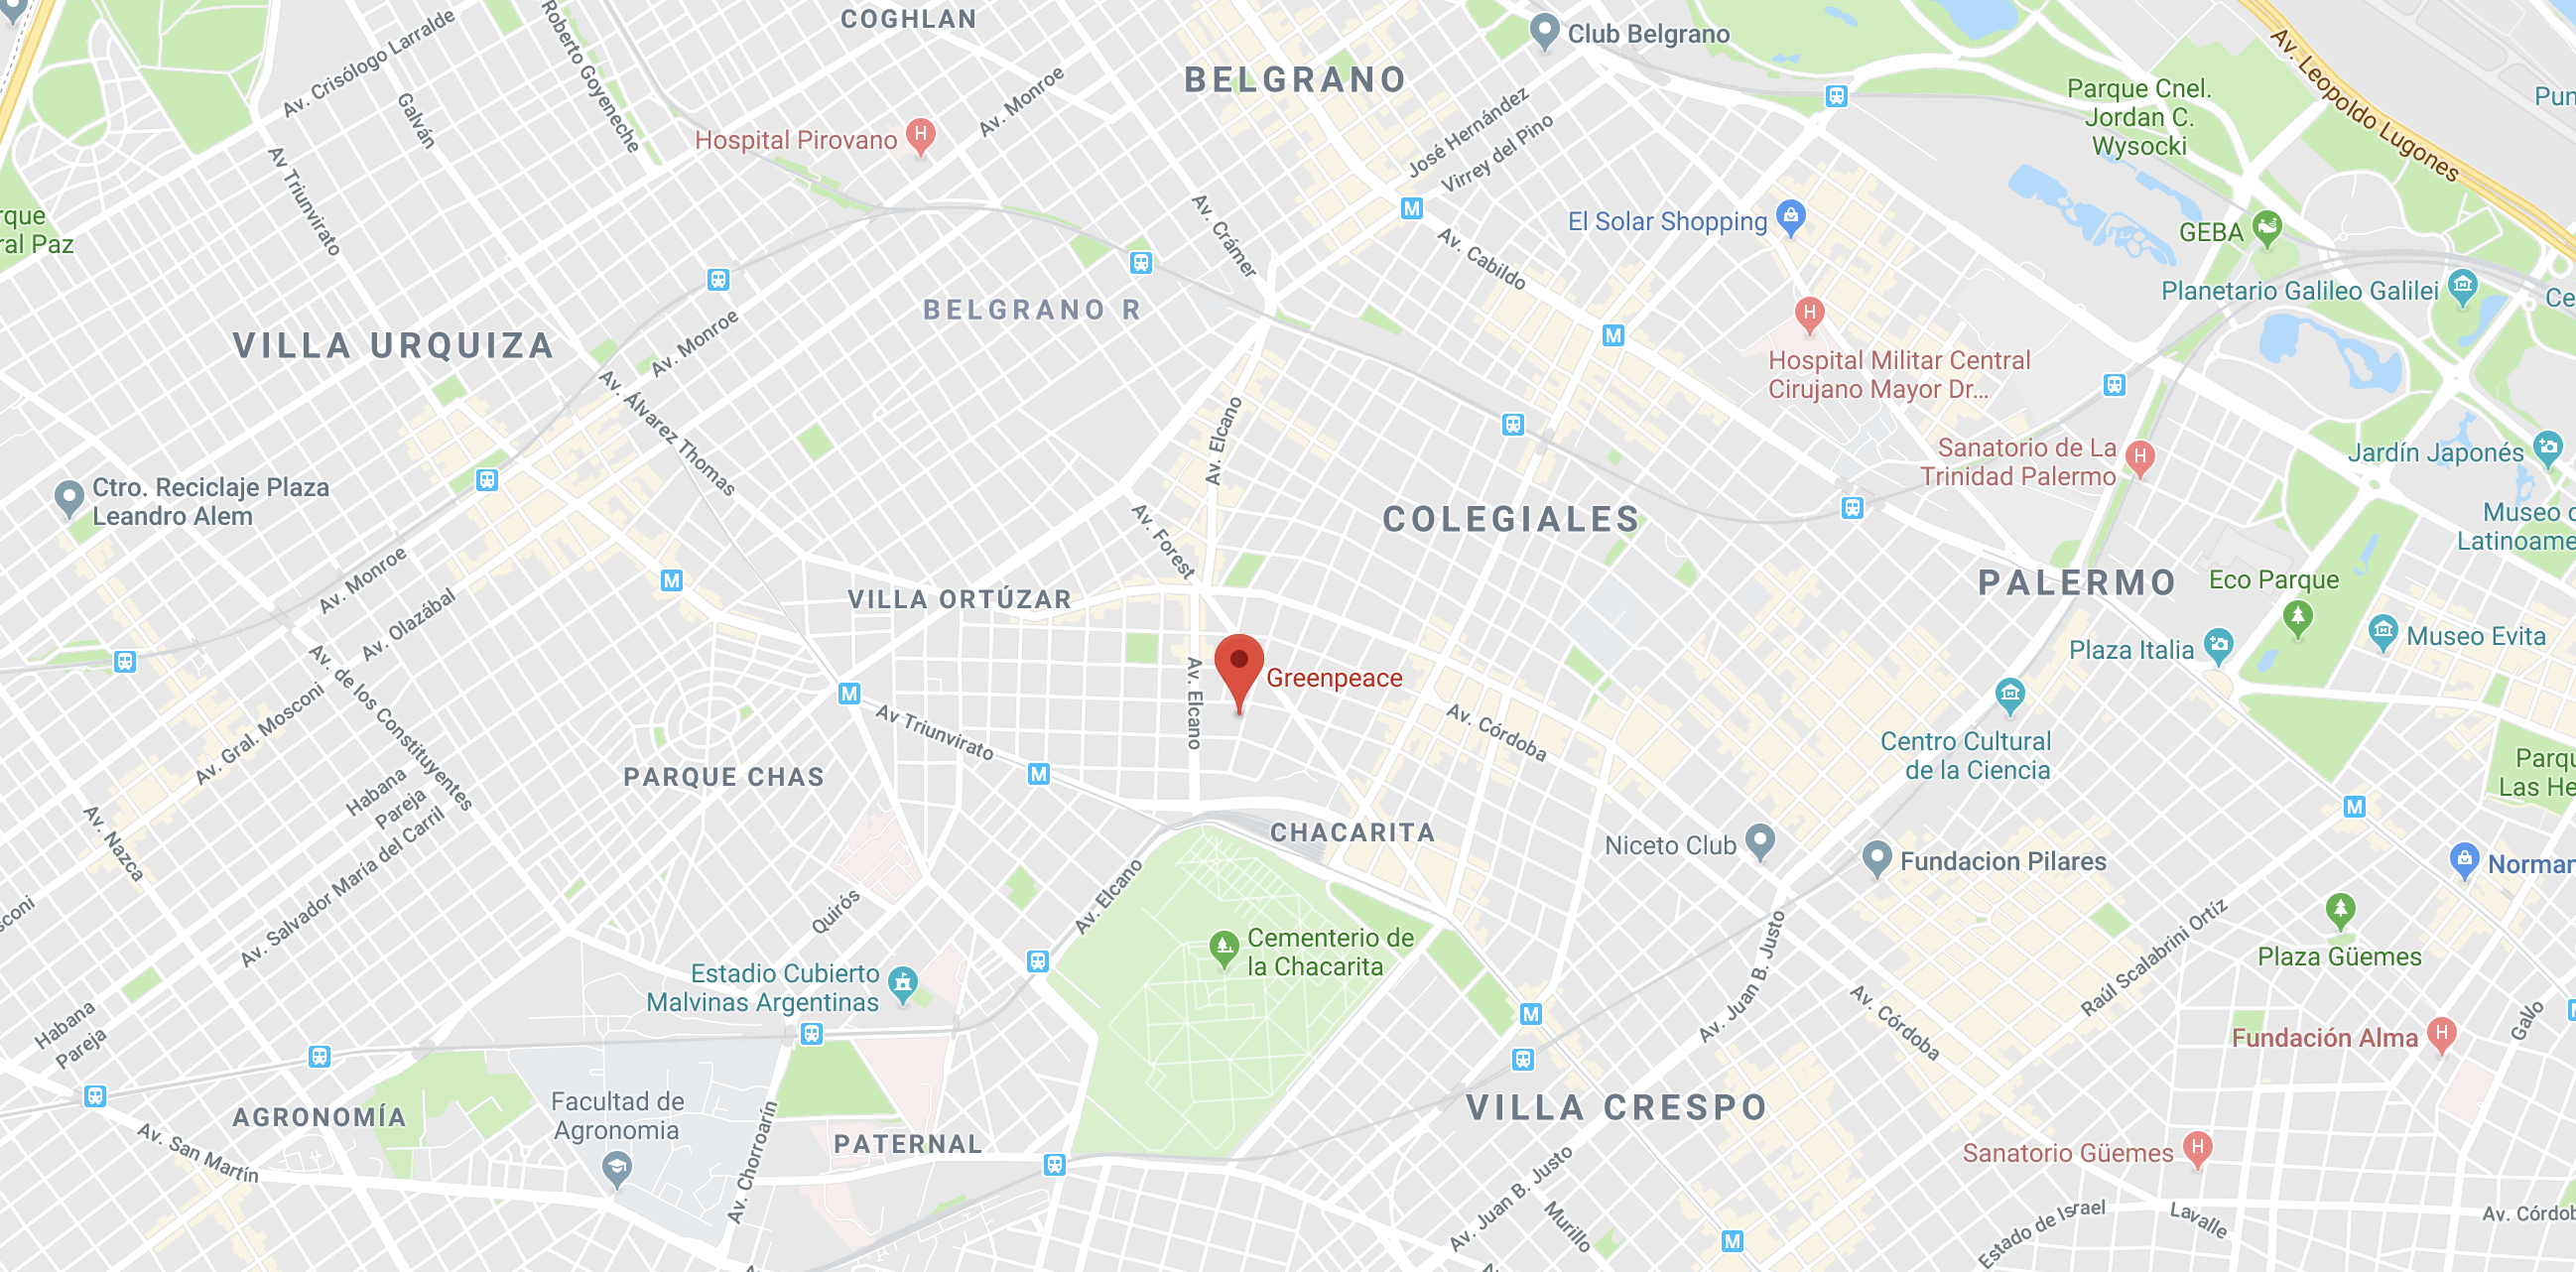 COGHLAN
Club Belgrano
Av. Crisólogo Larralde
Roberto Goyeneche
Galván
BELGRANO
Av. Monroe
Hospital Pirovano
H
José Hernández
Virrey del Pino
Av. Leopoldo Lugones
Parque Cnel.
Jordan C.
Wysocki
Pun
Av Triunvirato
Av. Crámer
M
El Solar Shopping
GEBA
rque
ral Paz
Av. Cabildo
Planetario Galileo Galilei
Ce
BELGRANO R
VILLA URQUIZA
Av. Monroe
M
H
Hospital Militar Central
Cirujano Mayor Dr...
Av. Álvarez Thomas
Av. Elcano
Sanatorio de La
Trinidad Palermo
H
Jardín Japonés
Ctro. Reciclaje Plaza
Leandro Alem
Av. Forest
COLEGIALES
Museo d
Latinoame
Av. Monroe
M
VILLA ORTÚZAR
PALERMO
Eco Parque
Av. Olazábal
Museo Evita
Plaza Italia
Av. de los Constituyentes
Greenpeace
Av. Elcano
M
Av. Gral. Mosconi
Av Triunvirato
Av. Córdoba
Centro Cultural
de la Ciencia
Parqu
Las He
PARQUE CHAS
M
Habana
Pareja
Av. Salvador María del Carril
Av. Nazca
M
CHACARITA
Niceto Club
Fundacion Pilares
Norman
sconi
Quirós
Av. Elcano
Cementerio de
la Chacarita
Av. Juan B. Justo
Raúl Scalabrini Ortíz
Plaza Güemes
Estadio Cubierto
Malvinas Argentinas
Habana
Pareja
M
Av. Córdoba
Fundación Alma
H
Gallo
AGRONOMÍA
Facultad de
Agronomia
VILLA CRESPO
Av. San Martín
Av. Chorroarín
PATERNAL
Sanatorio Güemes
H
Av. Juan B. Justo
Murillo
M
Estado de Israel
Lavalle
Av. Córdob